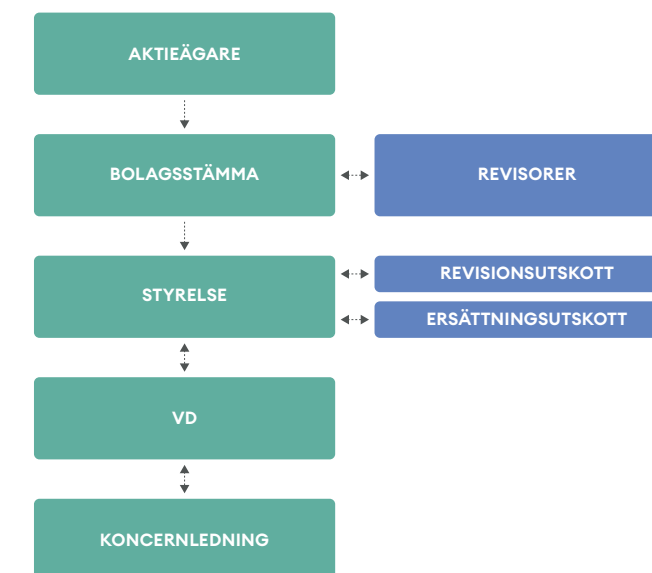 AKTIEÄGARE
BOLAGSSTÄMMA
REVISORER
STYRELSE
REVISIONSUTSKOTT
ERSÄTTNINGSUTSKOTT
VD
KONCERNLEDNING